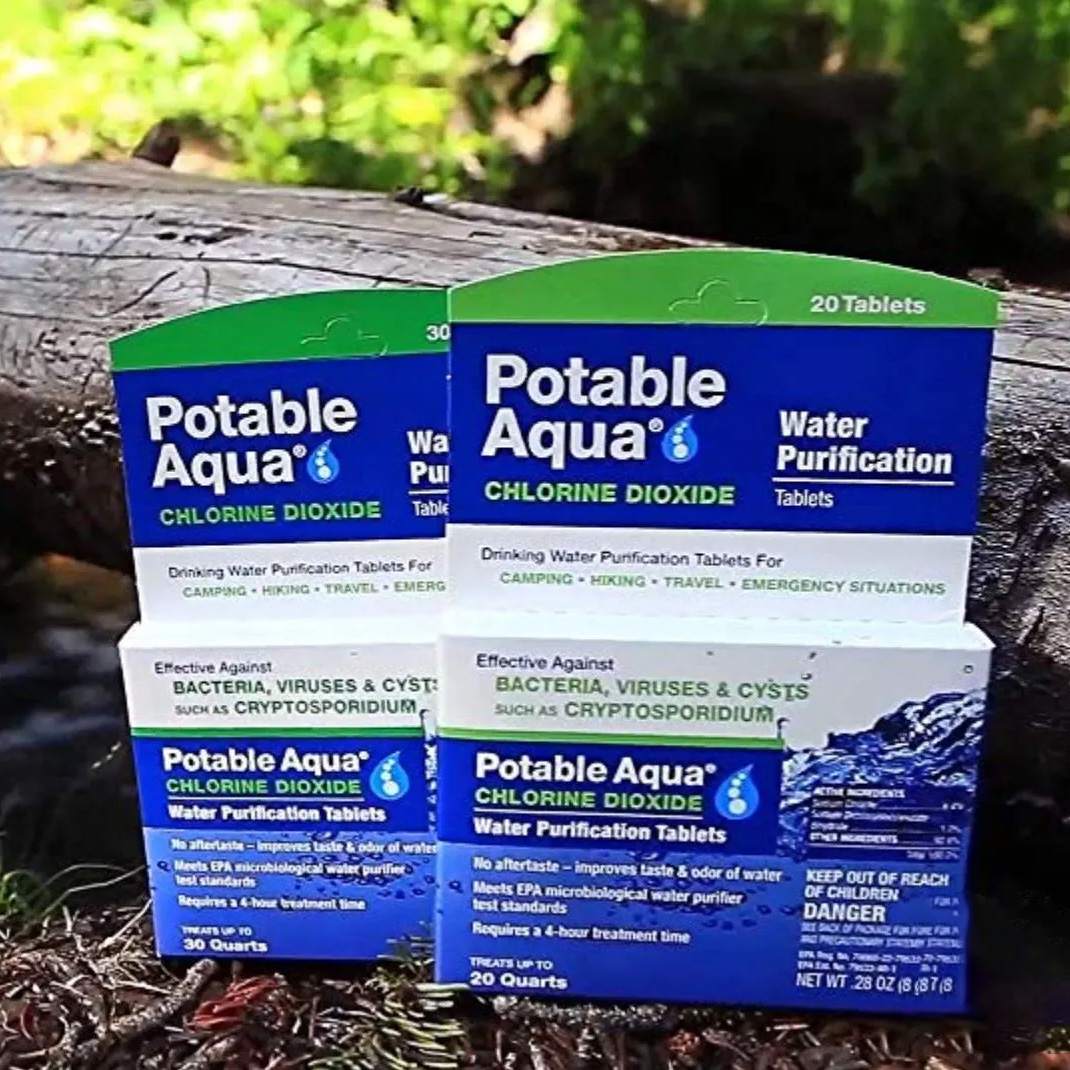 30
Potable
Aqua®
CHLORINE DIOXIDE
Drinking Water Purification Tablets For
CAMPING • HIKING • TRAVEL • EMERG
Effective Against
BACTERIA, VIRUSES & CYSTS
SUCH AS CRYPTOSPORIDIUM
Potable Aqua®
CHLORINE DIOXIDE
Water Purification Tablets
No aftertaste – improves taste & odor of water
Meets EPA microbiological water purifier
test standards
Requires a 4-hour treatment time
TREATS UP TO
30 Quarts
20 Tablets
Potable
Aqua®
CHLORINE DIOXIDE
Water
Purification
Tablets
Drinking Water Purification Tablets For
CAMPING • HIKING • TRAVEL • EMERGENCY SITUATIONS
Effective Against
BACTERIA, VIRUSES & CYSTS
SUCH AS CRYPTOSPORIDIUM
Potable Aqua®
CHLORINE DIOXIDE
Water Purification Tablets
No aftertaste – improves taste & odor of water
Meets EPA microbiological water purifier
test standards
Requires a 4-hour treatment time
TREATS UP TO
20 Quarts
ACTIVE INGREDIENTS
OTHER INGREDIENTS
KEEP OUT OF REACH
OF CHILDREN
DANGER
NET WT .28 OZ